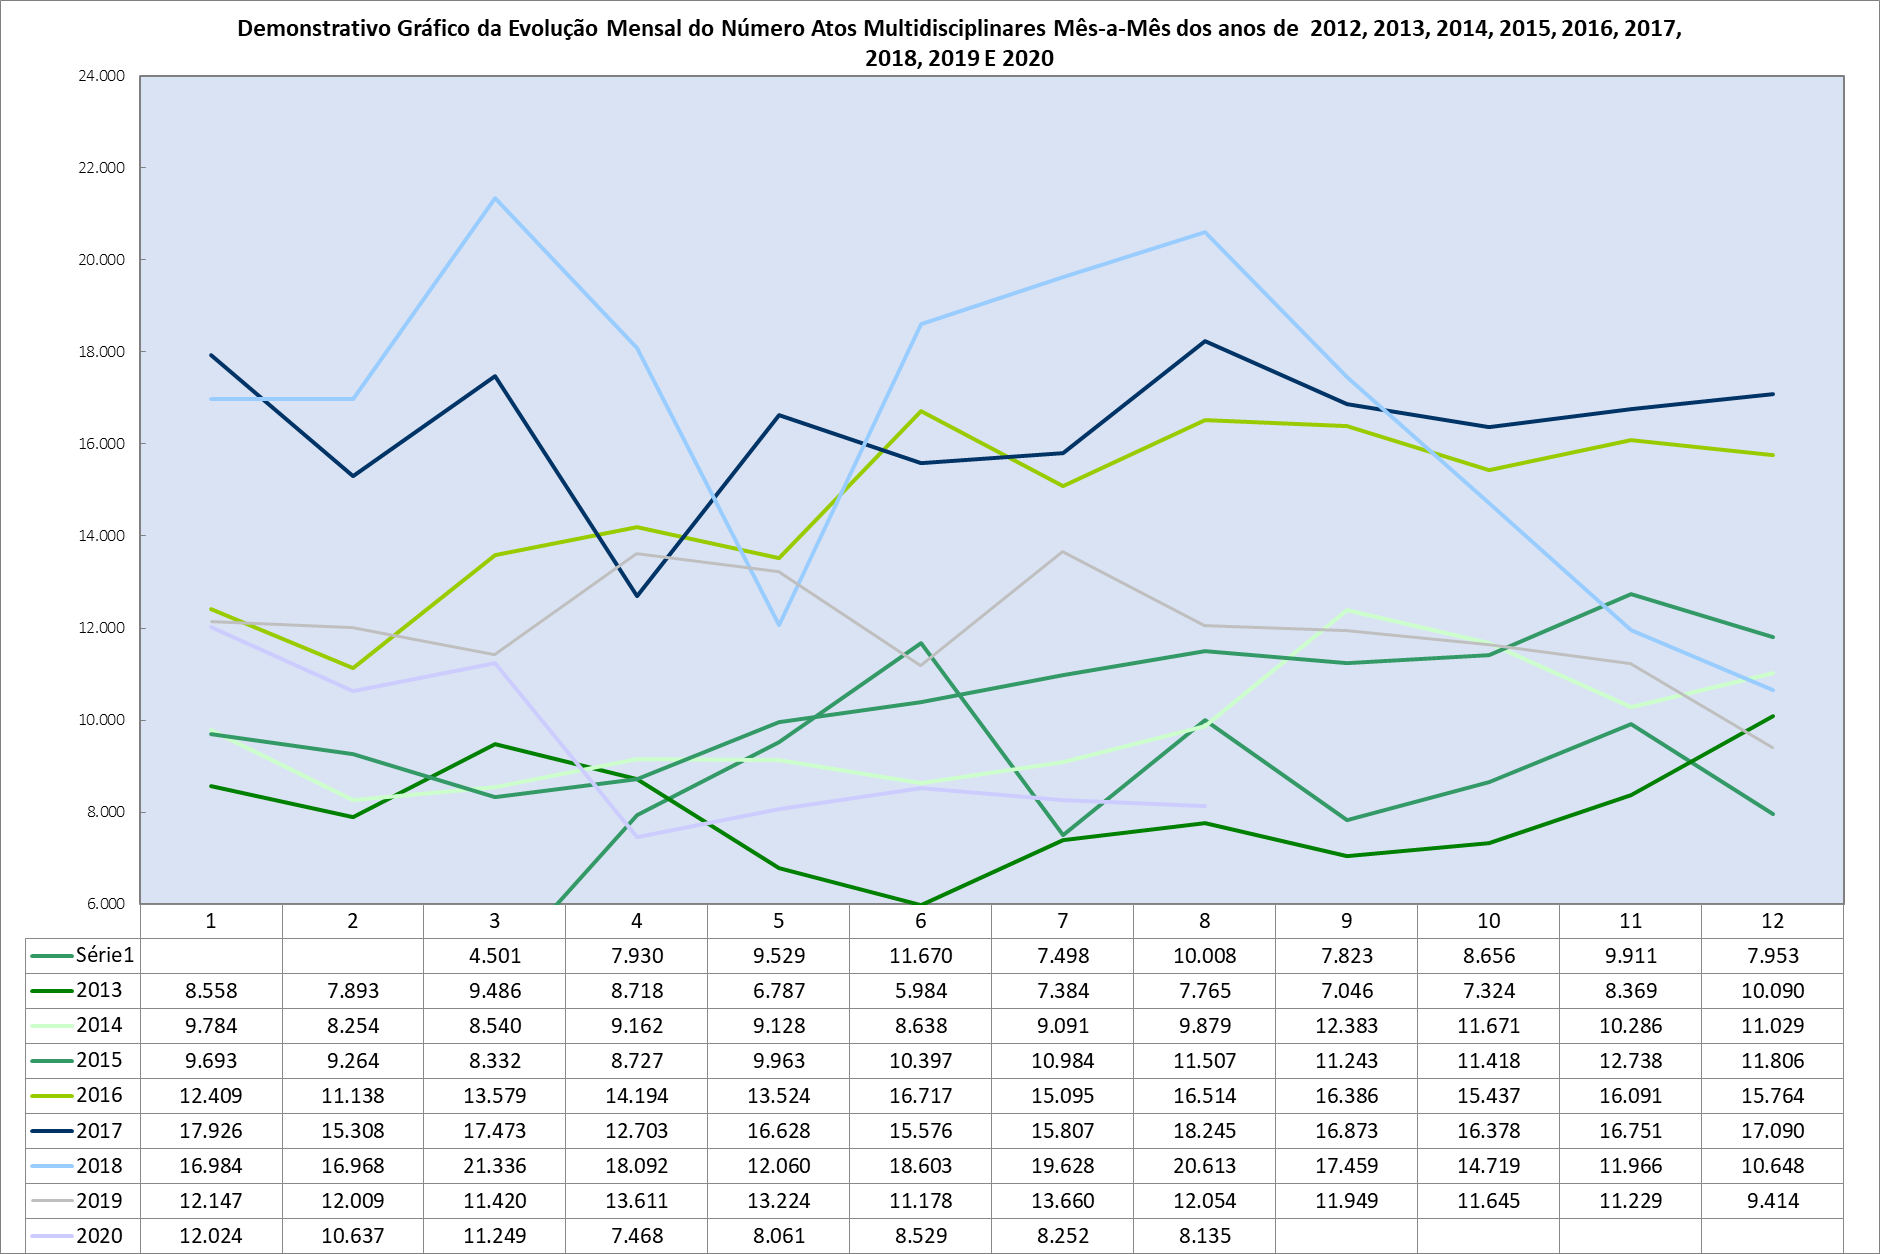 Demonstrativo Gráfico da Evolução Mensal do Número Atos Multidisciplinares Mês-a-Mês dos anos de 2012, 2013, 2014, 2015, 2016, 2017,
2018, 2019 E 2020
24.000
22.000
20.000
18.000
16.000
14.000
12.000
10.000
8.000
6.000
1 2 3 4 5 6 7 8 9 10 11 12
Série1 4.501 7.930 9.529 11.670 7.498 10.008 7.823 8.656 9.911 7.953
2013 8.558 7.893 9.486 8.718 6.787 5.984 7.384 7.765 7.046 7.324 8.369 10.090
2014 9.784 8.254 8.540 9.162 9.128 8.638 9.091 9.879 12.383 11.671 10.286 11.029
2015 9.693 9.264 8.332 8.727 9.963 10.397 10.984 11.507 11.243 11.418 12.738 11.806
2016 12.409 11.138 13.579 14.194 13.524 16.717 15.095 16.514 16.386 15.437 16.091 15.764
2017 17.926 15.308 17.473 12.703 16.628 15.576 15.807 18.245 16.873 16.378 16.751 17.090
2018 16.984 16.968 21.336 18.092 12.060 18.603 19.628 20.613 17.459 14.719 11.966 10.648
2019 12.147 12.009 11.420 13.611 13.224 11.178 13.660 12.054 11.949 11.645 11.229 9.414
2020 12.024 10.637 11.249 7.468 8.061 8.529 8.252 8.135